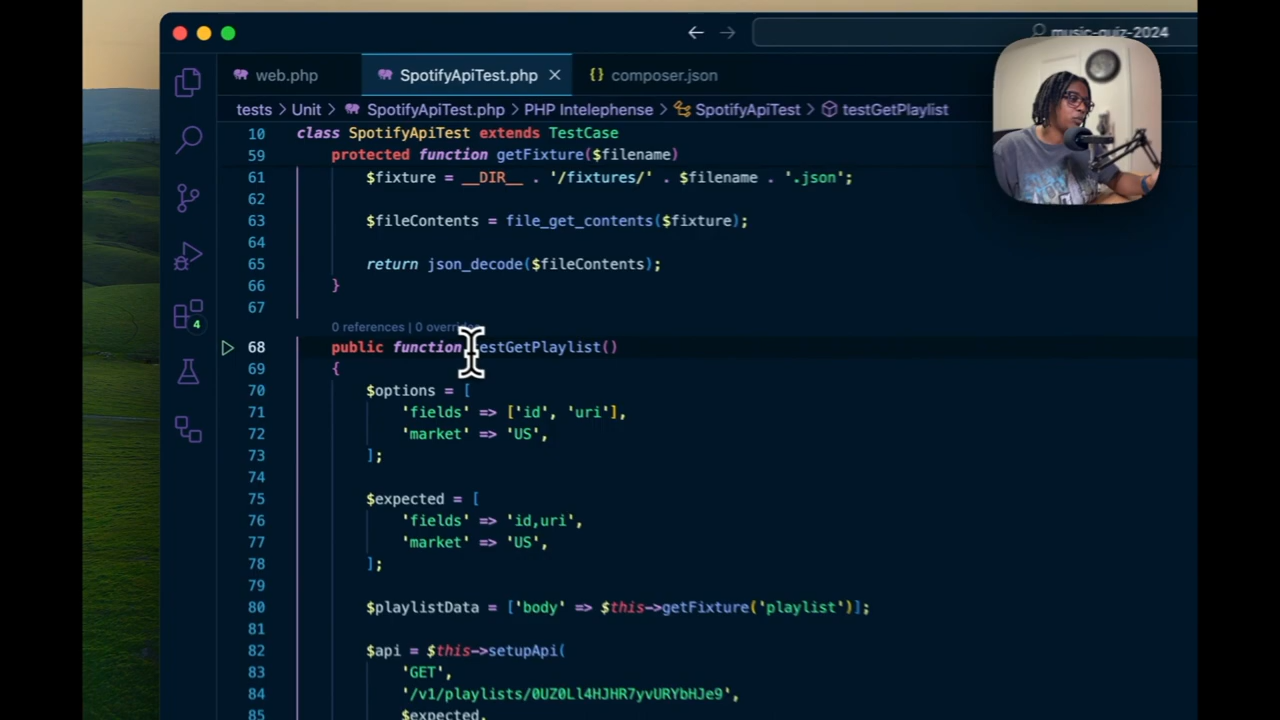 music-quiz-2024
web.php
SpotifyApiTest.php
{} composer.json
tests > Unit > SpotifyApiTest.php > PHP Intelephense > SpotifyApiTest > testGetPlaylist
10 class SpotifyApiTest extends TestCase
59 protected function getFixture($filename)
61 $fixture = __DIR__ . '/fixtures/' . $filename . '.json';
62
63 $fileContents = file_get_contents($fixture);
64
65 return json_decode($fileContents);
66 }
67
0 references | 0
4
68 public function testGetPlaylist()
69 {
70 $options = [
71 'fields' => ['id', 'uri'],
72 'market' => 'US',
73 ];
74
75 $expected = [
76 'fields' => 'id,uri',
77 'market' => 'US',
78 ];
79
80 $playlistData = ['body' => $this->getFixture('playlist')];
81
82 $api = $this->setupApi(
83 'GET',
84 '/v1/playlists/0UZ0Ll4HJHR7yvURYbHJe9',
85 $expected,